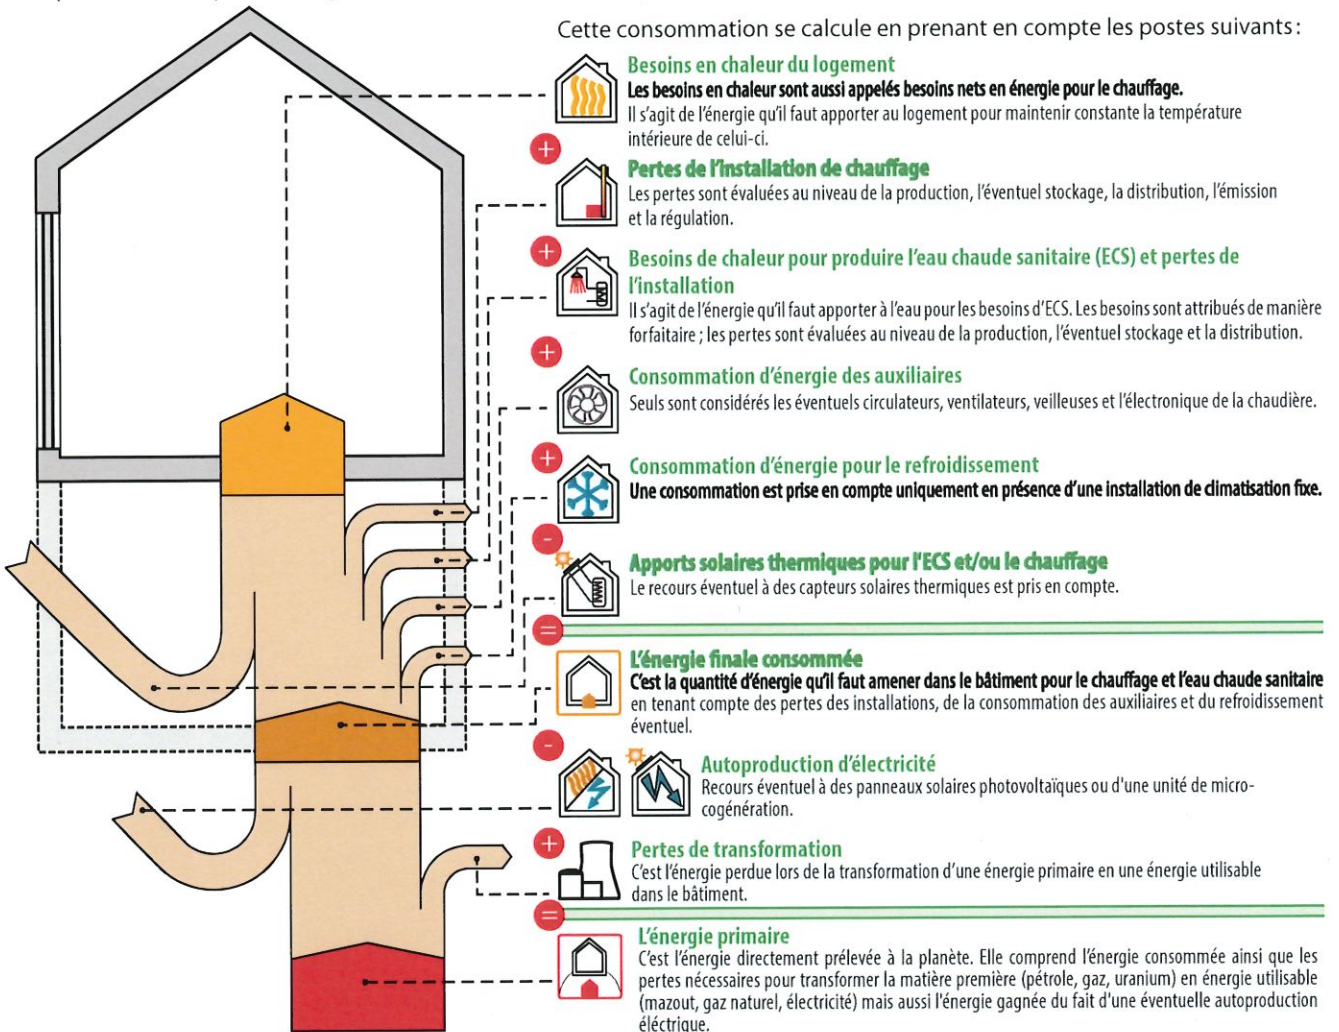 Cette consommation se calcule en prenant en compte les postes suivants :
Besoins en chaleur du logement
Les besoins en chaleur sont aussi appelés besoins nets en énergie pour le chauffage.
Il s'agit de l'énergie qu'il faut apporter au logement pour maintenir constante la température
intérieure de celui-ci.
+
Pertes de l'installation de chauffage
Les pertes sont évaluées au niveau de la production, l'éventuel stockage, la distribution, l'émission
et la régulation.
+
Besoins de chaleur pour produire l'eau chaude sanitaire (ECS) et pertes de
l'installation
Il s'agit de l'énergie qu'il faut apporter à l'eau pour les besoins d'ECS. Les besoins sont attribués de manière
forfaitaire ; les pertes sont évaluées au niveau de la production, l'éventuel stockage et la distribution.
+
Consommation d'énergie des auxiliaires
Seuls sont considérés les éventuels circulateurs, ventilateurs, veilleuses et l'électronique de la chaudière.
+
Consommation d'énergie pour le refroidissement
Une consommation est prise en compte uniquement en présence d'une installation de climatisation fixe.
-
Apports solaires thermiques pour l'ECS et/ou le chauffage
Le recours éventuel à des capteurs solaires thermiques est pris en compte.
=
L'énergie finale consommée
C'est la quantité d'énergie qu'il faut amener dans le bâtiment pour le chauffage et l'eau chaude sanitaire
en tenant compte des pertes des installations, de la consommation des auxiliaires et du refroidissement
éventuel.
-
Autoproduction d'électricité
Recours éventuel à des panneaux solaires photovoltaïques ou d'une unité de micro-
cogénération.
+
Pertes de transformation
C'est l'énergie perdue lors de la transformation d'une énergie primaire en une énergie utilisable
dans le bâtiment.
=
L'énergie primaire
C'est l'énergie directement prélevée à la planète. Elle comprend l'énergie consommée ainsi que les
pertes nécessaires pour transformer la matière première (pétrole, gaz, uranium) en énergie utilisable
(mazout, gaz naturel, électricité) mais aussi l'énergie gagnée du fait d'une éventuelle autoproduction
éléctrique.